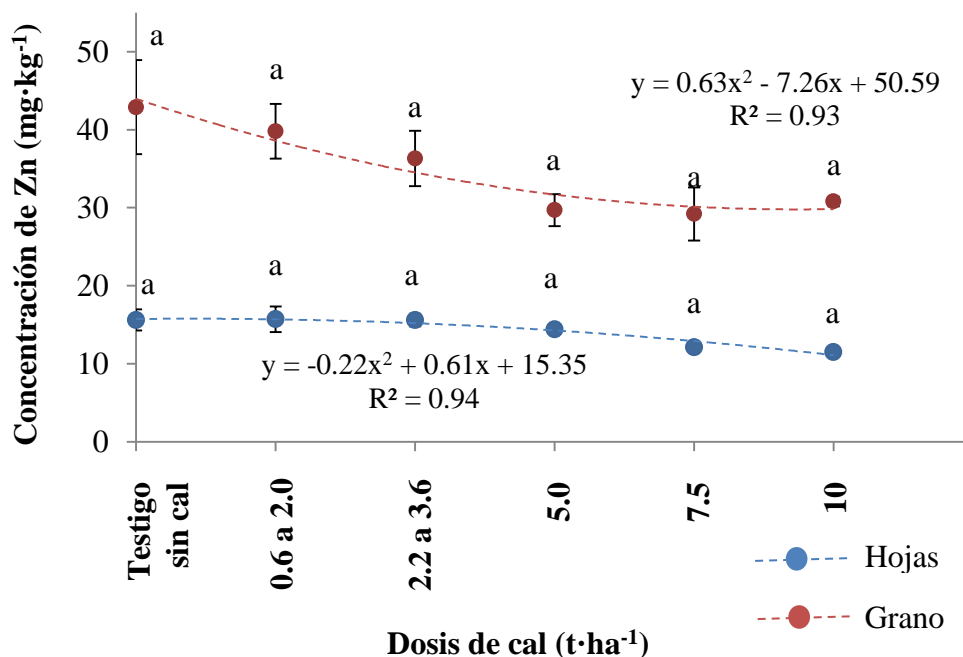 Concentración de Zn (mg·kg⁻¹)
50
40
30
20
10
0
a
a
a
a
a
a
y = 0.63x² - 7.26x + 50.59
R² = 0.93
a
a
a
a
a
a
y = -0.22x² + 0.61x + 15.35
R² = 0.94
Testigo
sin cal
0.6 a 2.0
2.2 a 3.6
5.0
7.5
10
Hojas
Grano
Dosis de cal (t·ha⁻¹)